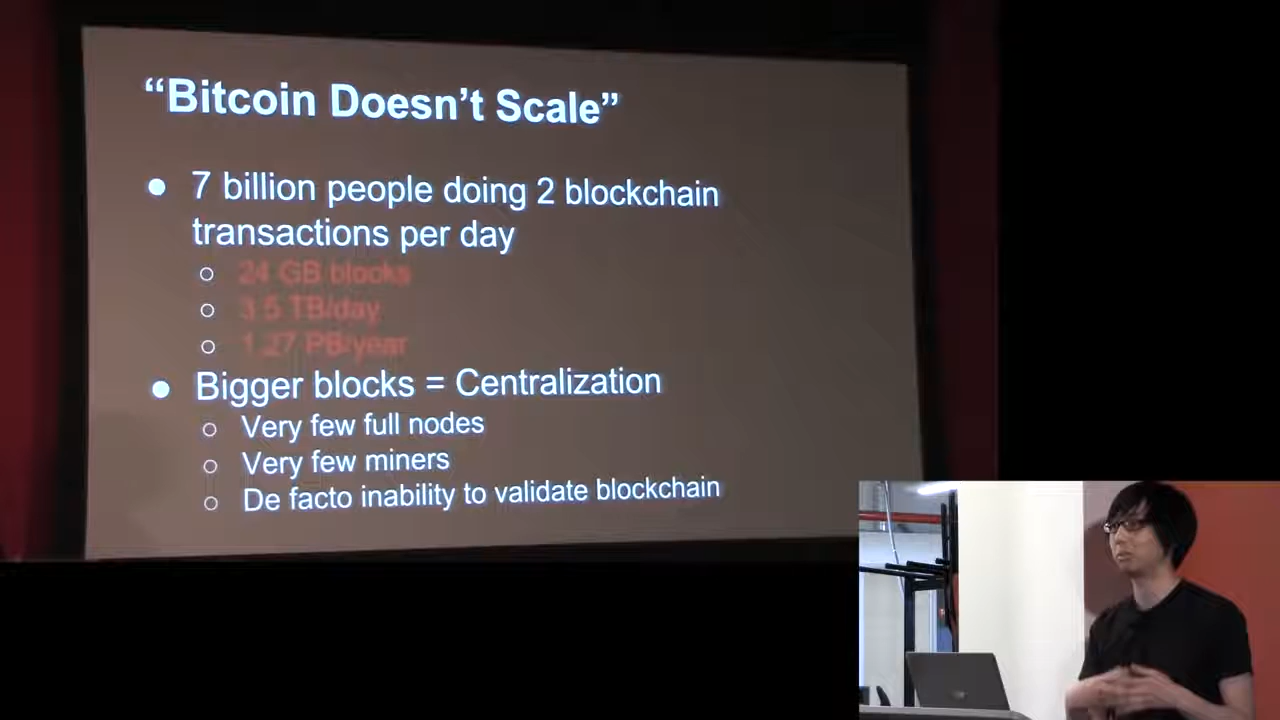 “Bitcoin Doesn’t Scale”
● 7 billion people doing 2 blockchain
transactions per day
○ 24 GB blocks
○ 3.5 TB/day
○ 1.27 PB/year
● Bigger blocks = Centralization
○ Very few full nodes
○ Very few miners
○ De facto inability to validate blockchain